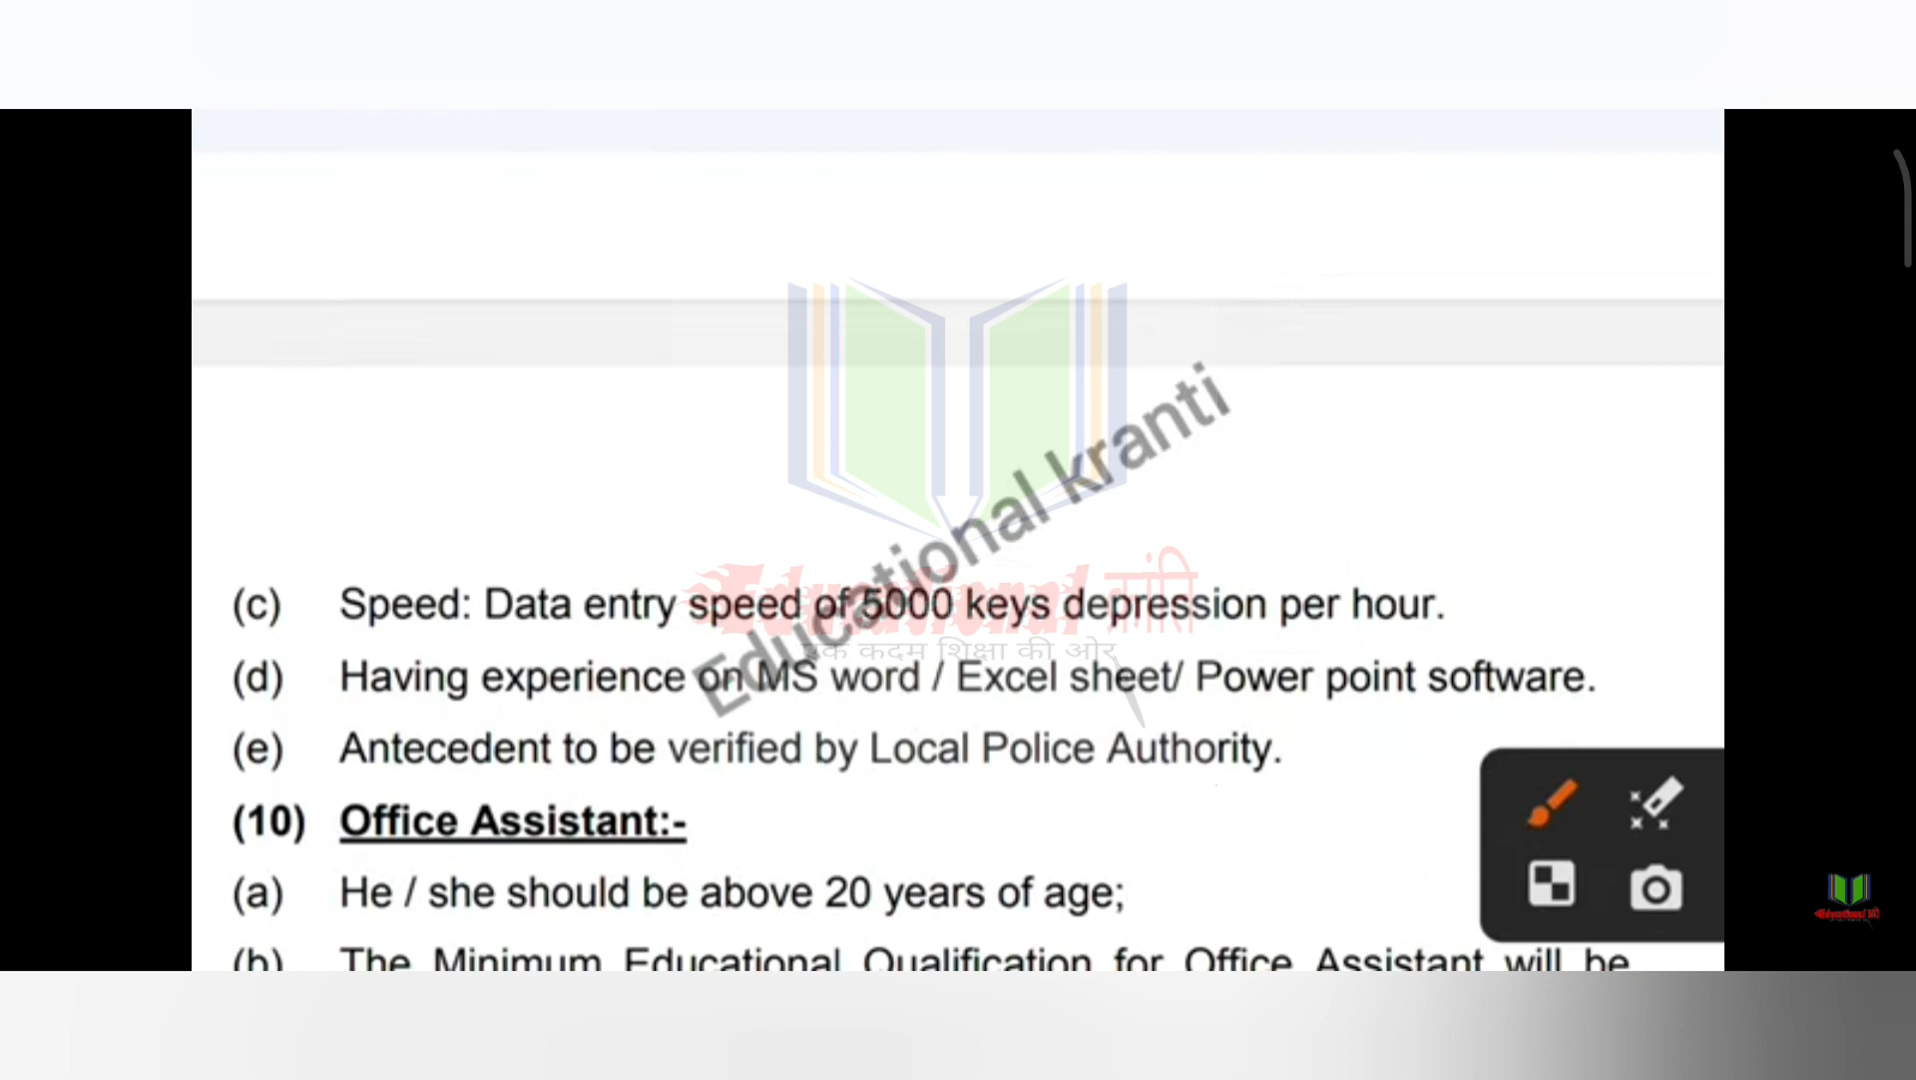 Educational kranti
Educational क्रांति
एक कदम शिक्षा की ओर
(c) Speed: Data entry speed of 5000 keys depression per hour.
(d) Having experience on MS word / Excel sheet/ Power point software.
(e) Antecedent to be verified by Local Police Authority.
(10) Office Assistant:-
(a) He / she should be above 20 years of age;
(b) The Minimum Educational Qualification for Office Assistant will be
Educational क्रांति